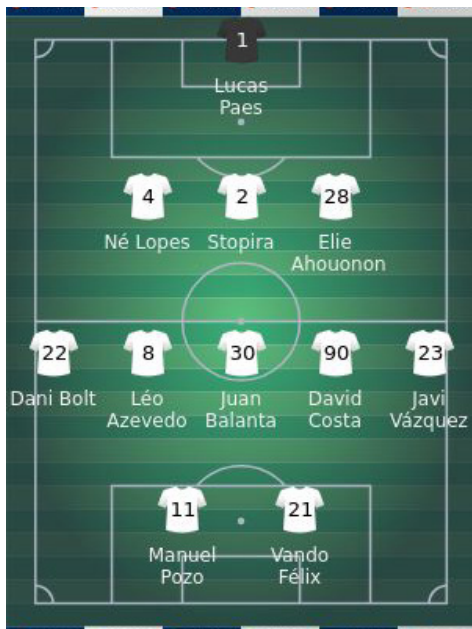 1
Lucas
Paes
4 2 28
Né Lopes Stopira Elie
Ahouonon
22 8 30 90 23
Dani Bolt Léo Juan David Javi
Azevedo Balanta Costa Vázquez
11 21
Manuel Vando
Pozo Félix